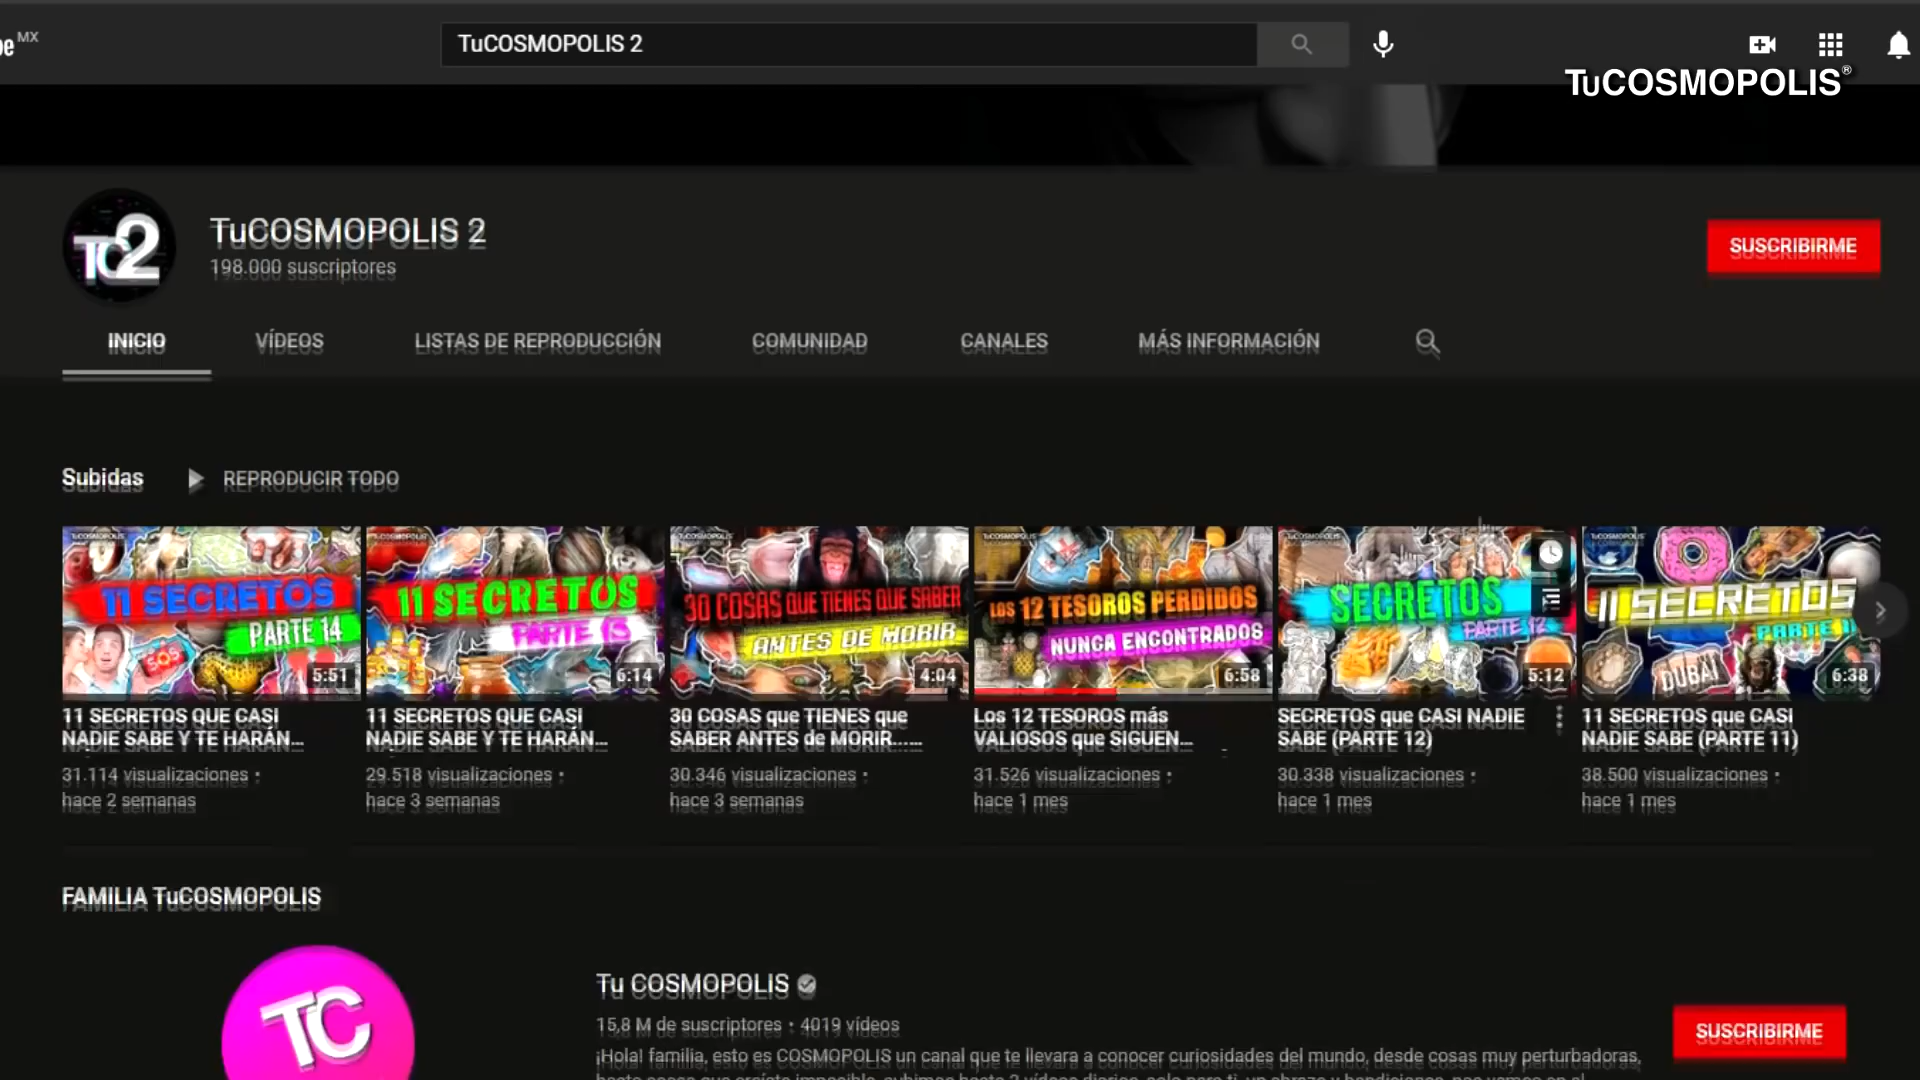 be MX
TuCOSMOPOLIS 2
TuCOSMOPOLIS®
TC2
TuCOSMOPOLIS 2
198.000 suscriptores
SUSCRIBIRME
INICIO
VÍDEOS
LISTAS DE REPRODUCCIÓN
COMUNIDAD
CANALES
MÁS INFORMACIÓN
Subidas
REPRODUCIR TODO
11 SECRETOS
PARTE 14
SOS
5:51
11 SECRETOS QUE CASI
NADIE SABE Y TE HARÁN...
31.114 visualizaciones •
hace 2 semanas
11 SECRETOS
PARTE 13
6:14
11 SECRETOS QUE CASI
NADIE SABE Y TE HARÁN...
29.518 visualizaciones •
hace 3 semanas
30 COSAS QUE TIENES QUE SABER
ANTES DE MORIR
4:04
30 COSAS que TIENES que
SABER ANTES de MORIR......
30.346 visualizaciones •
hace 3 semanas
LOS 12 TESOROS PERDIDOS
NUNCA ENCONTRADOS
6:58
Los 12 TESOROS más
VALIOSOS que SIGUEN...
31.526 visualizaciones •
hace 1 mes
SECRETOS
PARTE 12
5:12
SECRETOS que CASI NADIE
SABE (PARTE 12)
30.338 visualizaciones •
hace 1 mes
11 SECRETOS
PARTE 11
DUBAI
6:38
11 SECRETOS que CASI
NADIE SABE (PARTE 11)
38.500 visualizaciones •
hace 1 mes
FAMILIA TuCOSMOPOLIS
TC
Tu COSMOPOLIS
15,8 M de suscriptores • 4019 vídeos
¡Hola! familia, esto es COSMOPOLIS un canal que te llevara a conocer curiosidades del mundo, desde cosas muy perturbadoras,
SUSCRIBIRME